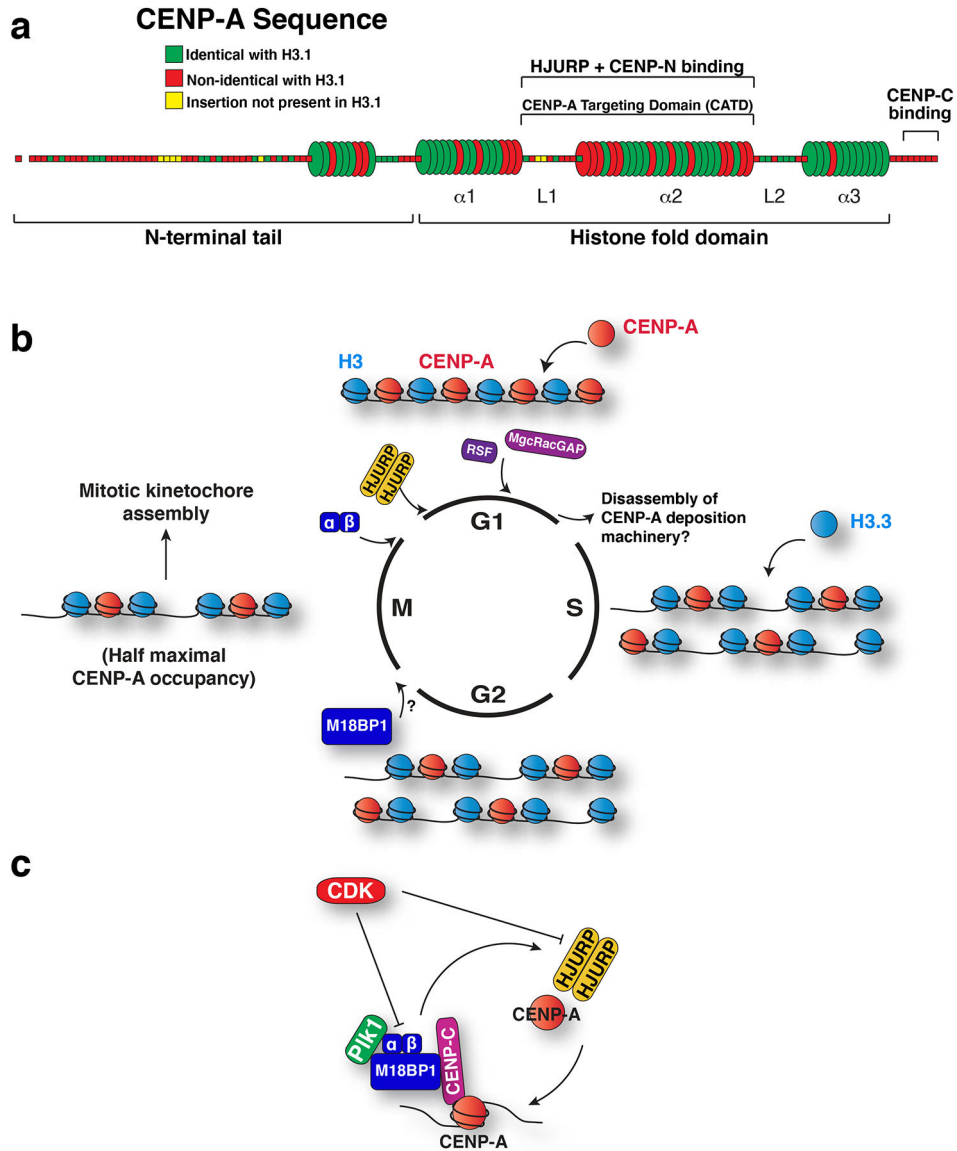 a
CENP-A Sequence
Identical with H3.1
Non-identical with H3.1
Insertion not present in H3.1
HJURP + CENP-N binding
CENP-A Targeting Domain (CATD)
CENP-C
binding
α1
L1
α2
L2
α3
N-terminal tail
Histone fold domain
b
CENP-A
H3
CENP-A
HJURP
HJURP
RSF
MgcRacGAP
α β
G1
Disassembly of
CENP-A deposition
machinery?
H3.3
Mitotic kinetochore
assembly
M
S
(Half maximal
CENP-A occupancy)
G2
?
M18BP1
c
CDK
HJURP
HJURP
CENP-A
Plk1
α β
M18BP1
CENP-C
CENP-A